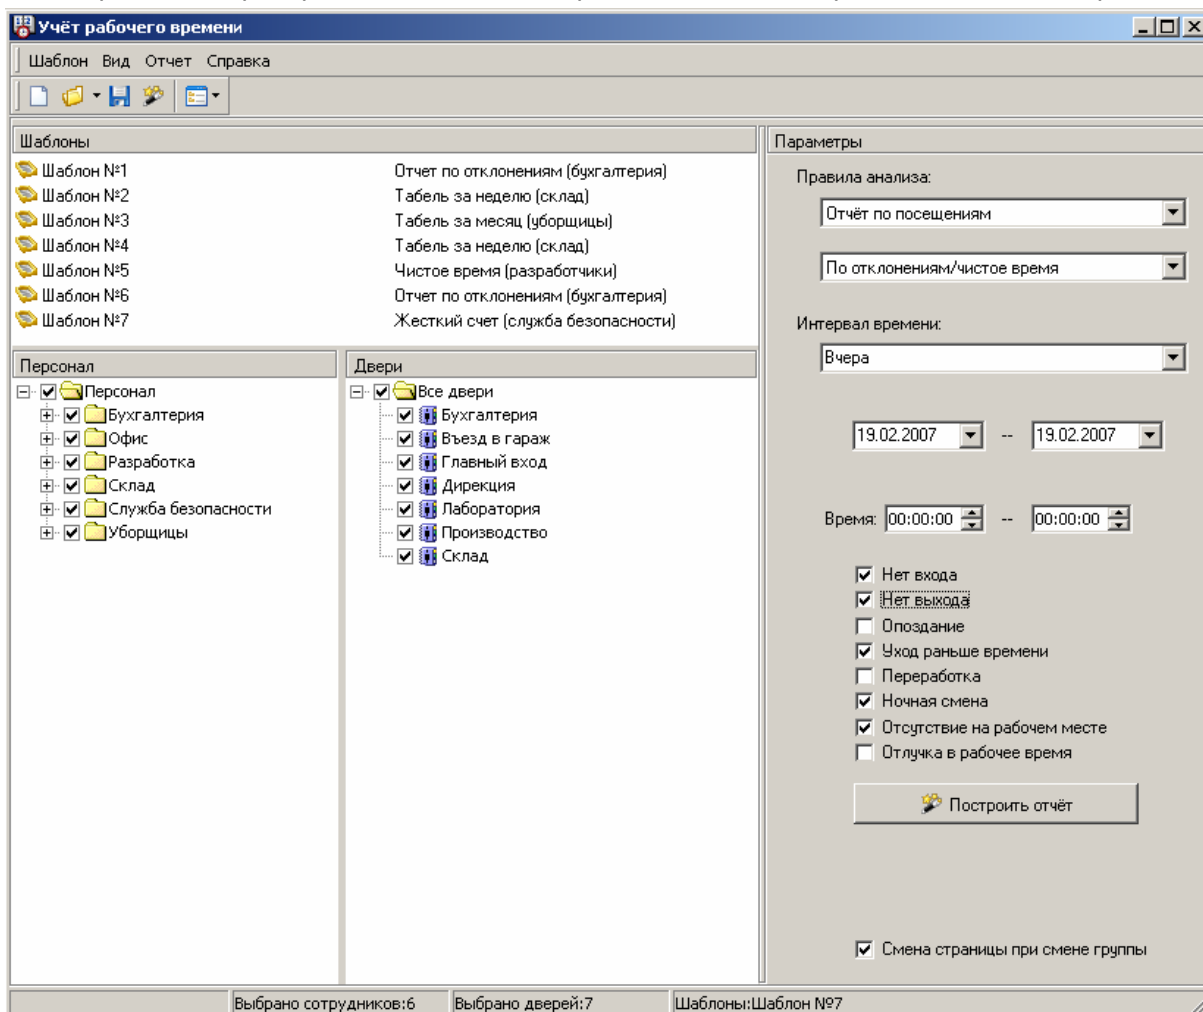 Учёт рабочего времени
Шаблон Вид Отчет Справка
Шаблоны
Шаблон №1 Отчет по отклонениям (бухгалтерия)
Шаблон №2 Табель за неделю (склад)
Шаблон №3 Табель за месяц (уборщицы)
Шаблон №4 Табель за неделю (склад)
Шаблон №5 Чистое время (разработчики)
Шаблон №6 Отчет по отклонениям (бухгалтерия)
Шаблон №7 Жесткий счет (служба безопасности)
Персонал
Персонал
Бухгалтерия
Офис
Разработка
Склад
Служба безопасности
Уборщицы
Двери
Все двери
Бухгалтерия
Въезд в гараж
Главный вход
Дирекция
Лаборатория
Производство
Склад
Параметры
Правила анализа:
Отчёт по посещениям
По отклонениям/чистое время
Интервал времени:
Вчера
19.02.2007 -- 19.02.2007
Время: 00:00:00 -- 00:00:00
Нет входа
Нет выхода
Опоздание
Уход раньше времени
Переработка
Ночная смена
Отсутствие на рабочем месте
Отлучка в рабочее время
Построить отчёт
Смена страницы при смене группы
Выбрано сотрудников:6 Выбрано дверей:7 Шаблоны:Шаблон №7